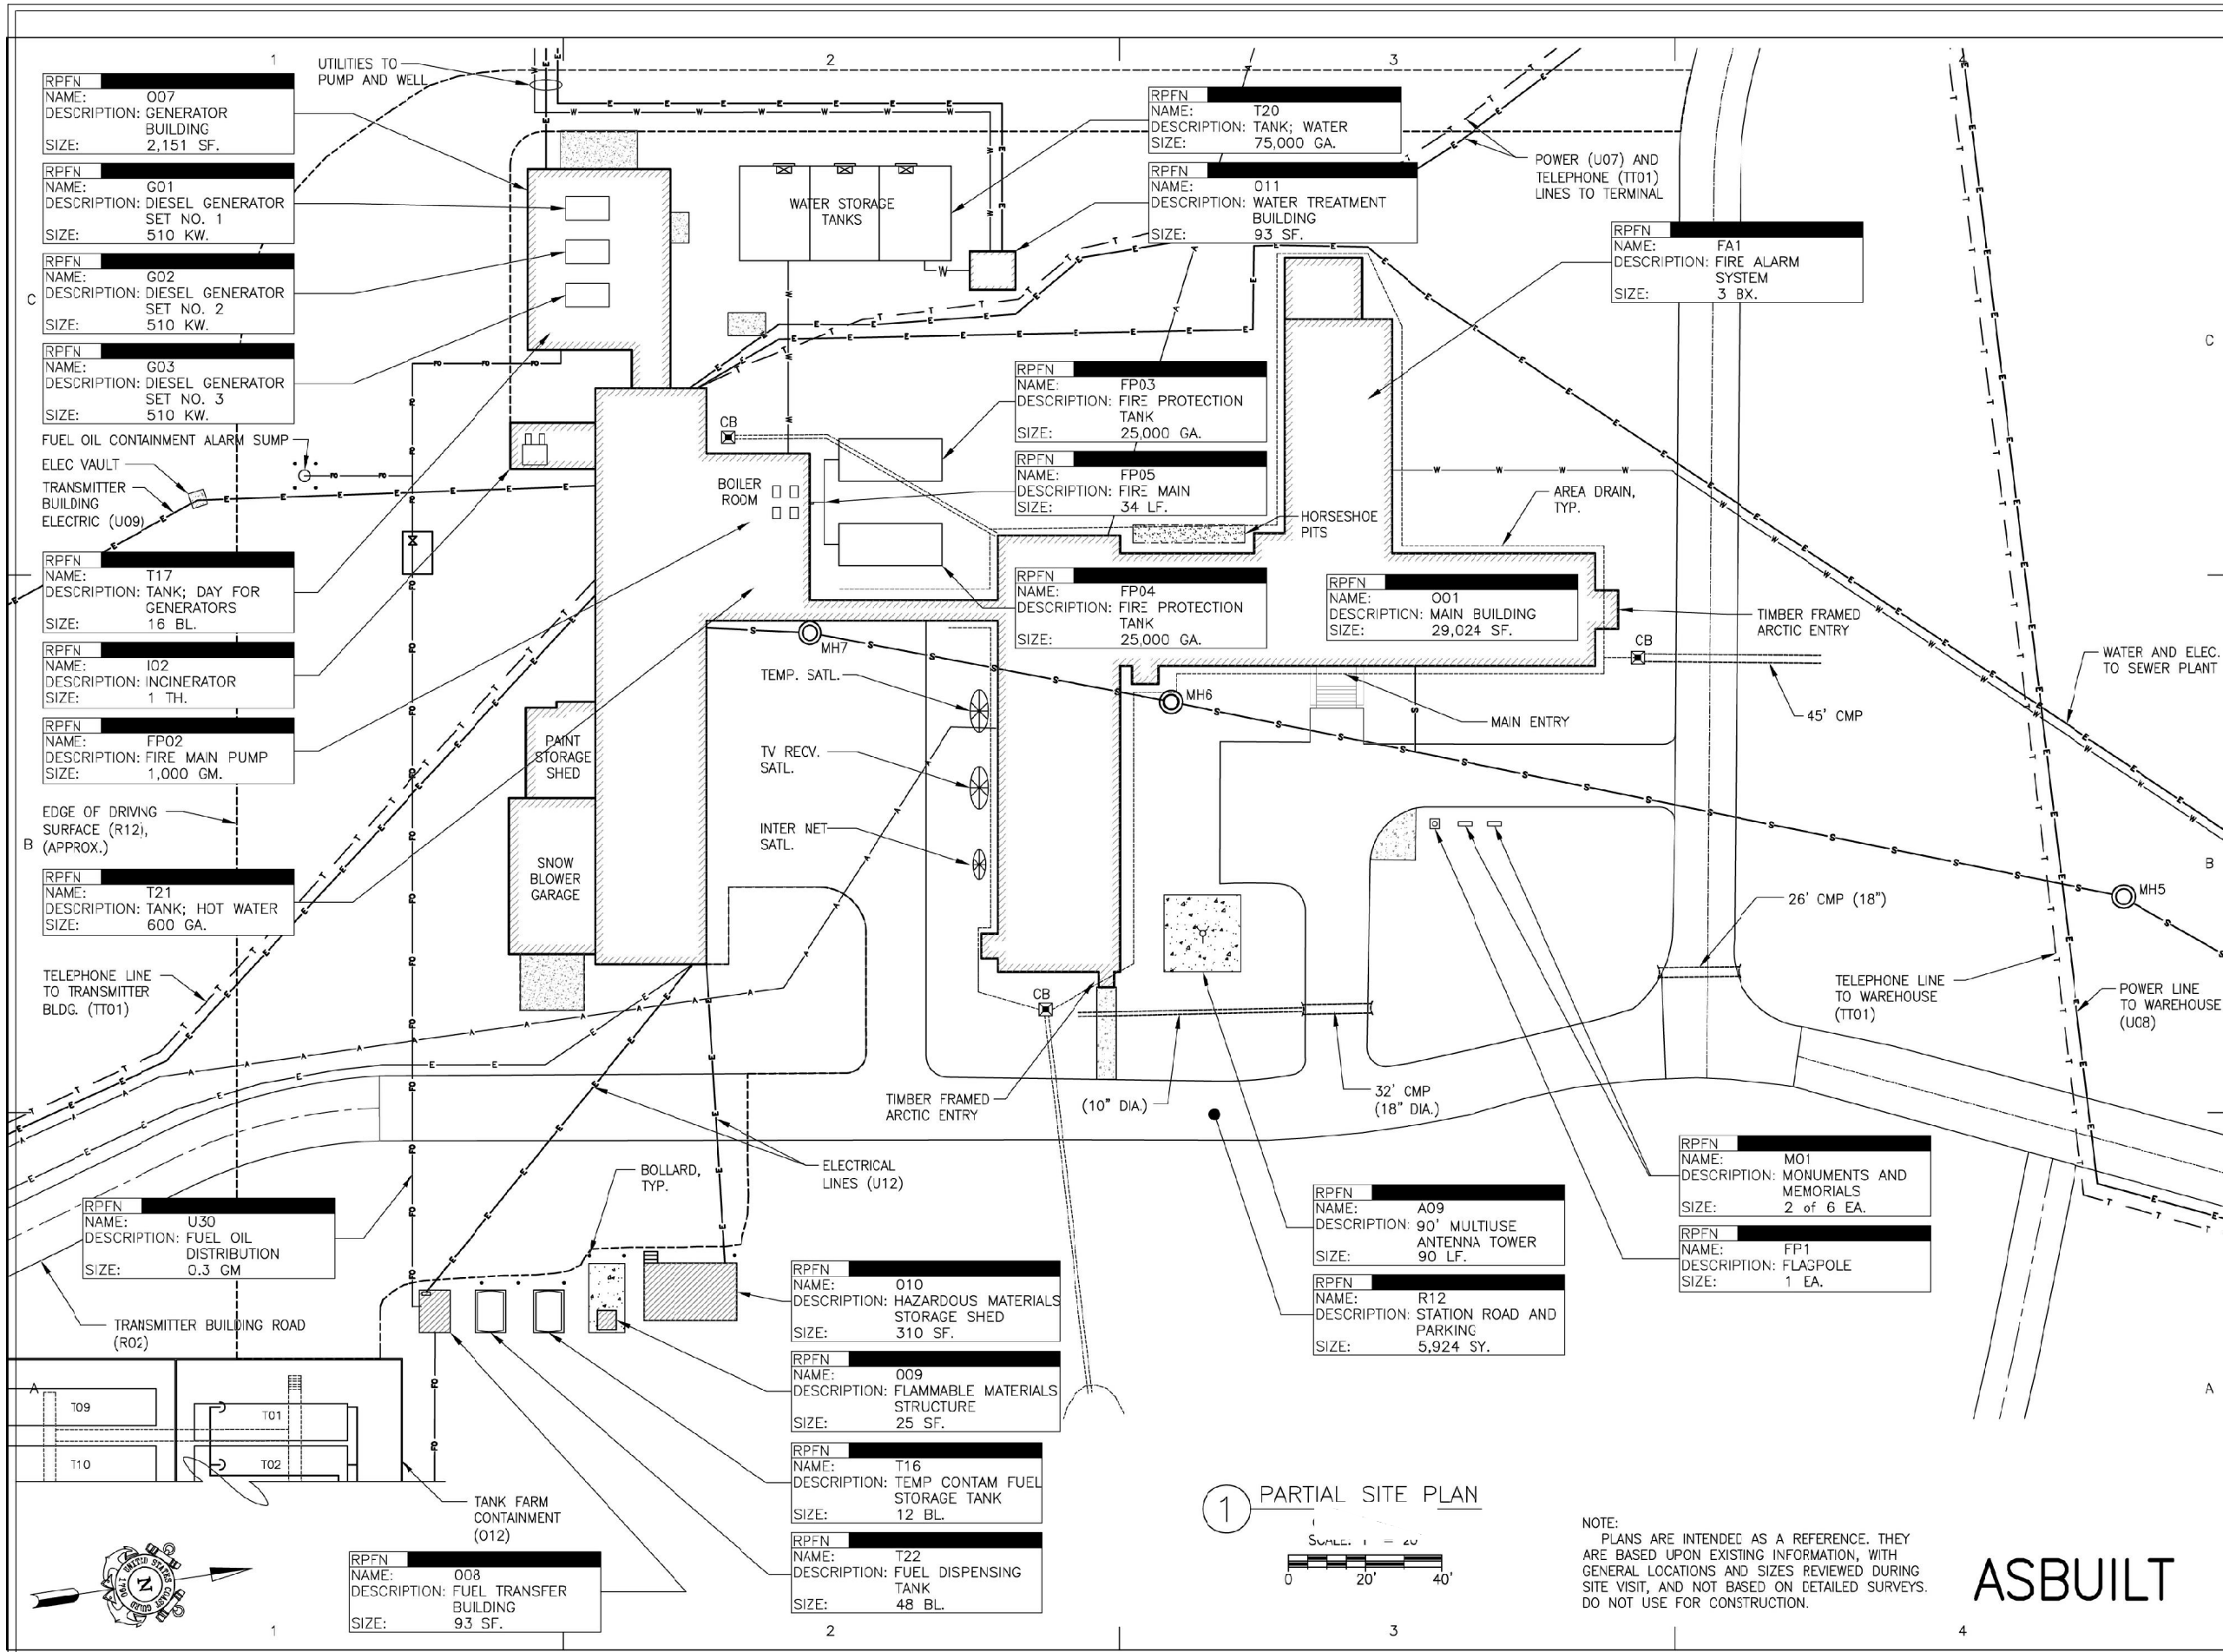 1
2
3
4
UTILITIES TO
PUMP AND WELL
RPFN
NAME: 007
DESCRIPTION: GENERATOR
BUILDING
SIZE: 2,151 SF.
RPFN
NAME: G01
DESCRIPTION: DIESEL GENERATOR
SET NO. 1
SIZE: 510 KW.
RPFN
NAME: G02
DESCRIPTION: DIESEL GENERATOR
SET NO. 2
SIZE: 510 KW.
RPFN
NAME: G03
DESCRIPTION: DIESEL GENERATOR
SET NO. 3
SIZE: 510 KW.
C
FUEL OIL CONTAINMENT ALARM SUMP
ELEC VAULT
TRANSMITTER
BUILDING
ELECTRIC (U09)
RPFN
NAME: T17
DESCRIPTION: TANK; DAY FOR
GENERATORS
SIZE: 16 BL.
RPFN
NAME: I02
DESCRIPTION: INCINERATOR
SIZE: 1 TH.
RPFN
NAME: FP02
DESCRIPTION: FIRE MAIN PUMP
SIZE: 1,000 GM.
EDGE OF DRIVING
SURFACE (R12),
(APPROX.)
B
RPFN
NAME: T21
DESCRIPTION: TANK; HOT WATER
SIZE: 600 GA.
TELEPHONE LINE
TO TRANSMITTER
BLDG. (TT01)
WATER STORAGE
TANKS
RPFN
NAME: T20
DESCRIPTION: TANK; WATER
SIZE: 75,000 GA.
RPFN
NAME: 011
DESCRIPTION: WATER TREATMENT
BUILDING
SIZE: 93 SF.
POWER (U07) AND
TELEPHONE (TT01)
LINES TO TERMINAL
RPFN
NAME: FA1
DESCRIPTION: FIRE ALARM
SYSTEM
SIZE: 3 BX.
C
CB
BOILER
ROOM
RPFN
NAME: FP03
DESCRIPTION: FIRE PROTECTION
TANK
SIZE: 25,000 GA.
RPFN
NAME: FP05
DESCRIPTION: FIRE MAIN
SIZE: 34 LF.
HORSESHOE
PITS
AREA DRAIN,
TYP.
RPFN
NAME: FP04
DESCRIPTION: FIRE PROTECTION
TANK
SIZE: 25,000 GA.
RPFN
NAME: 001
DESCRIPTION: MAIN BUILDING
SIZE: 29,024 SF.
TIMBER FRAMED
ARCTIC ENTRY
CB
WATER AND ELEC.
TO SEWER PLANT
45' CMP
MH7
MH6
MH5
TEMP. SATL.
MAIN ENTRY
PAINT
STORAGE
SHED
TV RECV.
SATL.
INTER NET
SATL.
SNOW
BLOWER
GARAGE
B
26' CMP (18")
TELEPHONE LINE
TO WAREHOUSE
(TT01)
POWER LINE
TO WAREHOUSE
(U08)
CB
TIMBER FRAMED
ARCTIC ENTRY
(10" DIA.)
32' CMP
(18" DIA.)
BOLLARD,
TYP.
ELECTRICAL
LINES (U12)
RPFN
NAME: U30
DESCRIPTION: FUEL OIL
DISTRIBUTION
SIZE: 0.3 GM
TRANSMITTER BUILDING ROAD
(R02)
RPFN
NAME: M01
DESCRIPTION: MONUMENTS AND
MEMORIALS
SIZE: 2 of 6 EA.
RPFN
NAME: FP1
DESCRIPTION: FLAGPOLE
SIZE: 1 EA.
RPFN
NAME: A09
DESCRIPTION: 90' MULTIUSE
ANTENNA TOWER
SIZE: 90 LF.
RPFN
NAME: R12
DESCRIPTION: STATION ROAD AND
PARKING
SIZE: 5,924 SY.
RPFN
NAME: 010
DESCRIPTION: HAZARDOUS MATERIALS
STORAGE SHED
SIZE: 310 SF.
RPFN
NAME: 009
DESCRIPTION: FLAMMABLE MATERIALS
STRUCTURE
SIZE: 25 SF.
RPFN
NAME: T16
DESCRIPTION: TEMP CONTAM FUEL
STORAGE TANK
SIZE: 12 BL.
RPFN
NAME: T22
DESCRIPTION: FUEL DISPENSING
TANK
SIZE: 48 BL.
A
T09
T10
T01
T02
A
TANK FARM
CONTAINMENT
(012)
RPFN
NAME: 008
DESCRIPTION: FUEL TRANSFER
BUILDING
SIZE: 93 SF.
UNITED STATES COAST GUARD 1790
N
1 PARTIAL SITE PLAN
SCALE: 1" = 20'
0 20' 40'
NOTE:
PLANS ARE INTENDED AS A REFERENCE. THEY
ARE BASED UPON EXISTING INFORMATION, WITH
GENERAL LOCATIONS AND SIZES REVIEWED DURING
SITE VISIT, AND NOT BASED ON DETAILED SURVEYS.
DO NOT USE FOR CONSTRUCTION.
ASBUILT
1
2
3
4